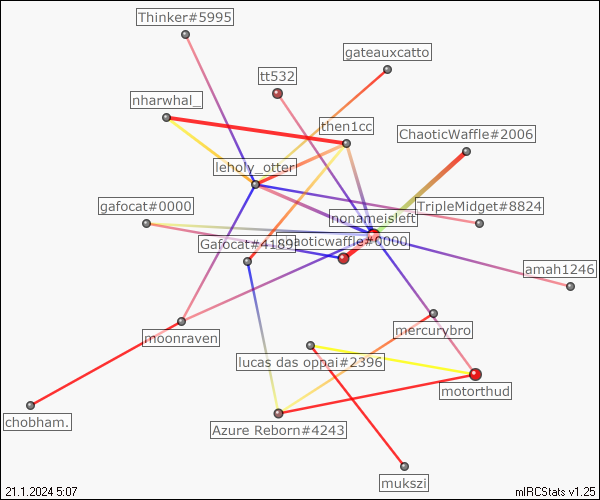 Thinker#5995
gateauxcatto
tt532
nharwhal_
then1cc
ChaoticWaffle#2006
leholy_otter
gafocat#0000
nonameisleft
TripleMidget#8824
Gafocat#4189
aoticwaffle#0000
amah1246
moonraven
mercurybro
lucas das oppai#2396
motorthud
chobham.
Azure Reborn#4243
mukszi
21.1.2024 5:07
mIRCStats v1.25